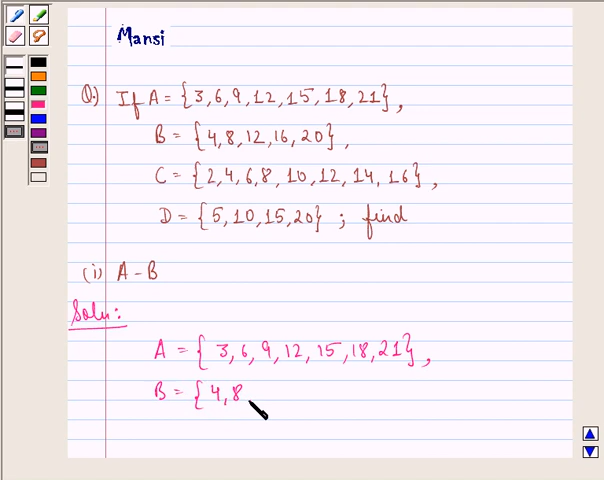 Mansi
Q.) If A = {3,6,9,12,15,18,21},
B = {4,8,12,16,20},
C = {2,4,6,8,10,12,14,16},
D = {5,10,15,20} ; find
(i) A - B
Solu:
A = { 3,6,9,12,15,18,21},
B = { 4,8